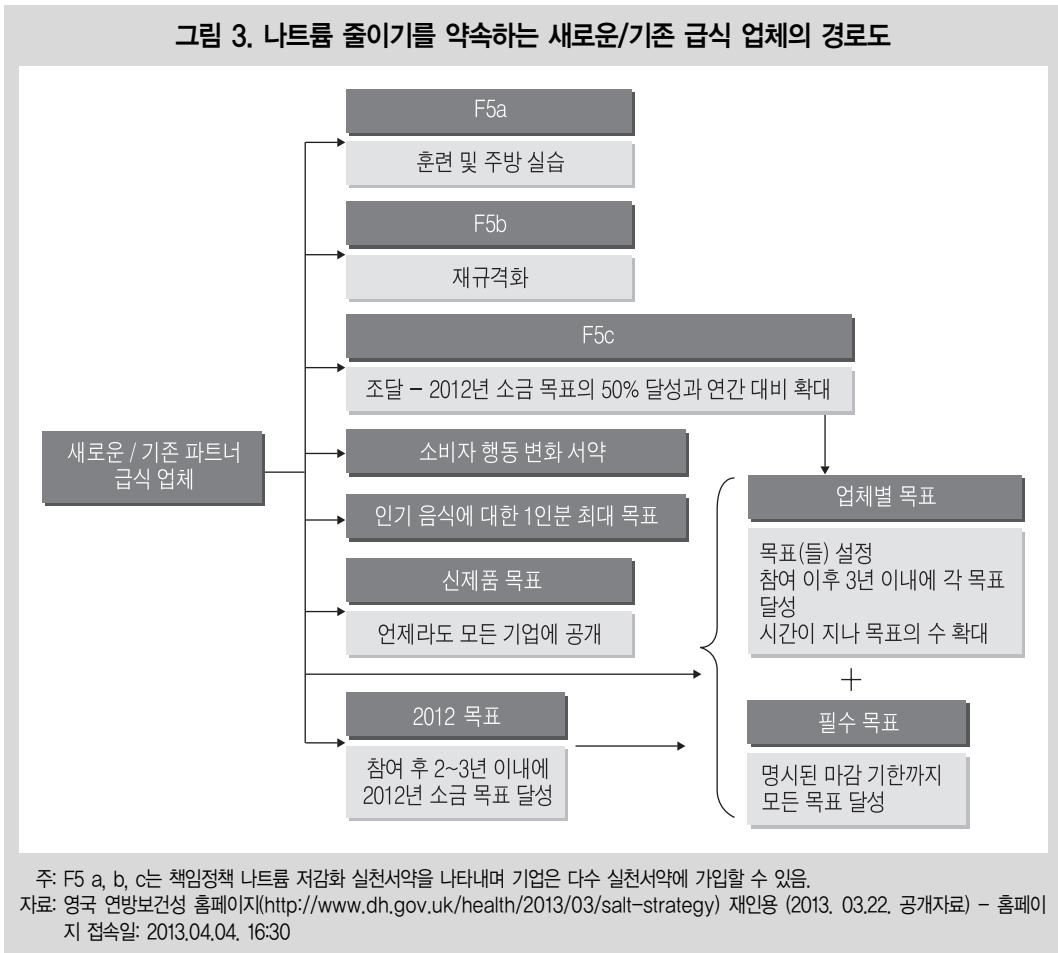 그림 3. 나트륨 줄이기를 약속하는 새로운/기존 급식 업체의 경로도
F5a
훈련 및 주방 실습
F5b
재규격화
F5c
조달 – 2012년 소금 목표의 50% 달성과 연간 대비 확대
새로운 / 기존 파트너
급식 업체
소비자 행동 변화 서약
인기 음식에 대한 1인분 최대 목표
신제품 목표
언제라도 모든 기업에 공개
2012 목표
참여 후 2~3년 이내에
2012년 소금 목표 달성
업체별 목표
목표(들) 설정
참여 이후 3년 이내에 각 목표
달성
시간이 지나 목표의 수 확대
+
필수 목표
명시된 마감 기한까지
모든 목표 달성
주: F5 a, b, c는 책임정책 나트륨 저감화 실천서약을 나타내며 기업은 다수 실천서약에 가입할 수 있음.
자료: 영국 연방보건성 홈페이지(http://www.dh.gov.uk/health/2013/03/salt-strategy) 재인용 (2013. 03.22. 공개자료) – 홈페이
지 접속일: 2013.04.04. 16:30